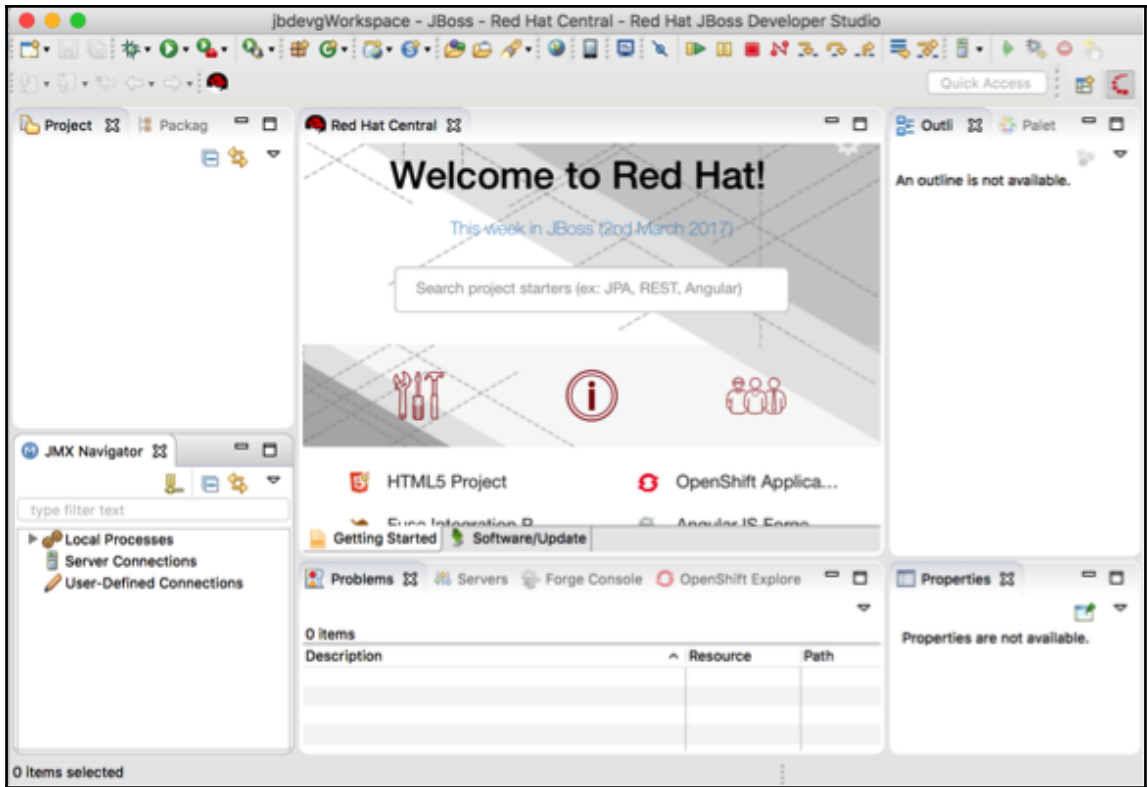 jbdevgWorkspace - JBoss - Red Hat Central - Red Hat JBoss Developer Studio
Quick Access
Project Packag
Red Hat Central
Outli Palet
An outline is not available.
Welcome to Red Hat!
This week in JBoss (2nd March 2017)
Search project starters (ex: JPA, REST, Angular)
HTML5 Project
OpenShift Applica...
Fuse Integration P
AngularJS Forge
Getting Started Software/Update
JMX Navigator
type filter text
Local Processes
Server Connections
User-Defined Connections
Problems Servers Forge Console OpenShift Explore
0 items
Description Resource Path
Properties
Properties are not available.
0 items selected